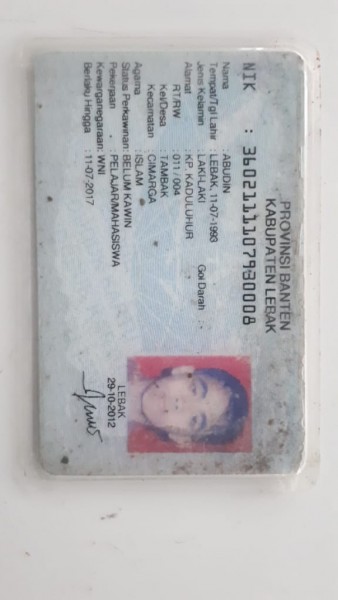 PROVINSI BANTEN
KABUPATEN LEBAK
NIK : 3602111107930008
Nama : ABUDIN
Tempat/Tgl Lahir : LEBAK, 11-07-1993
Jenis Kelamin : LAKI-LAKI Gol Darah :
Alamat : KP. KADULUHUR
RT/RW : 011 / 004
Kel/Desa : TAMBAK
Kecamatan : CIMARGA
Agama : ISLAM
Status Perkawinan: BELUM KAWIN
Pekerjaan : PELAJAR/MAHASISWA
Kewarganegaraan: WNI
Berlaku Hingga : 11-07-2017
LEBAK
29-10-2012